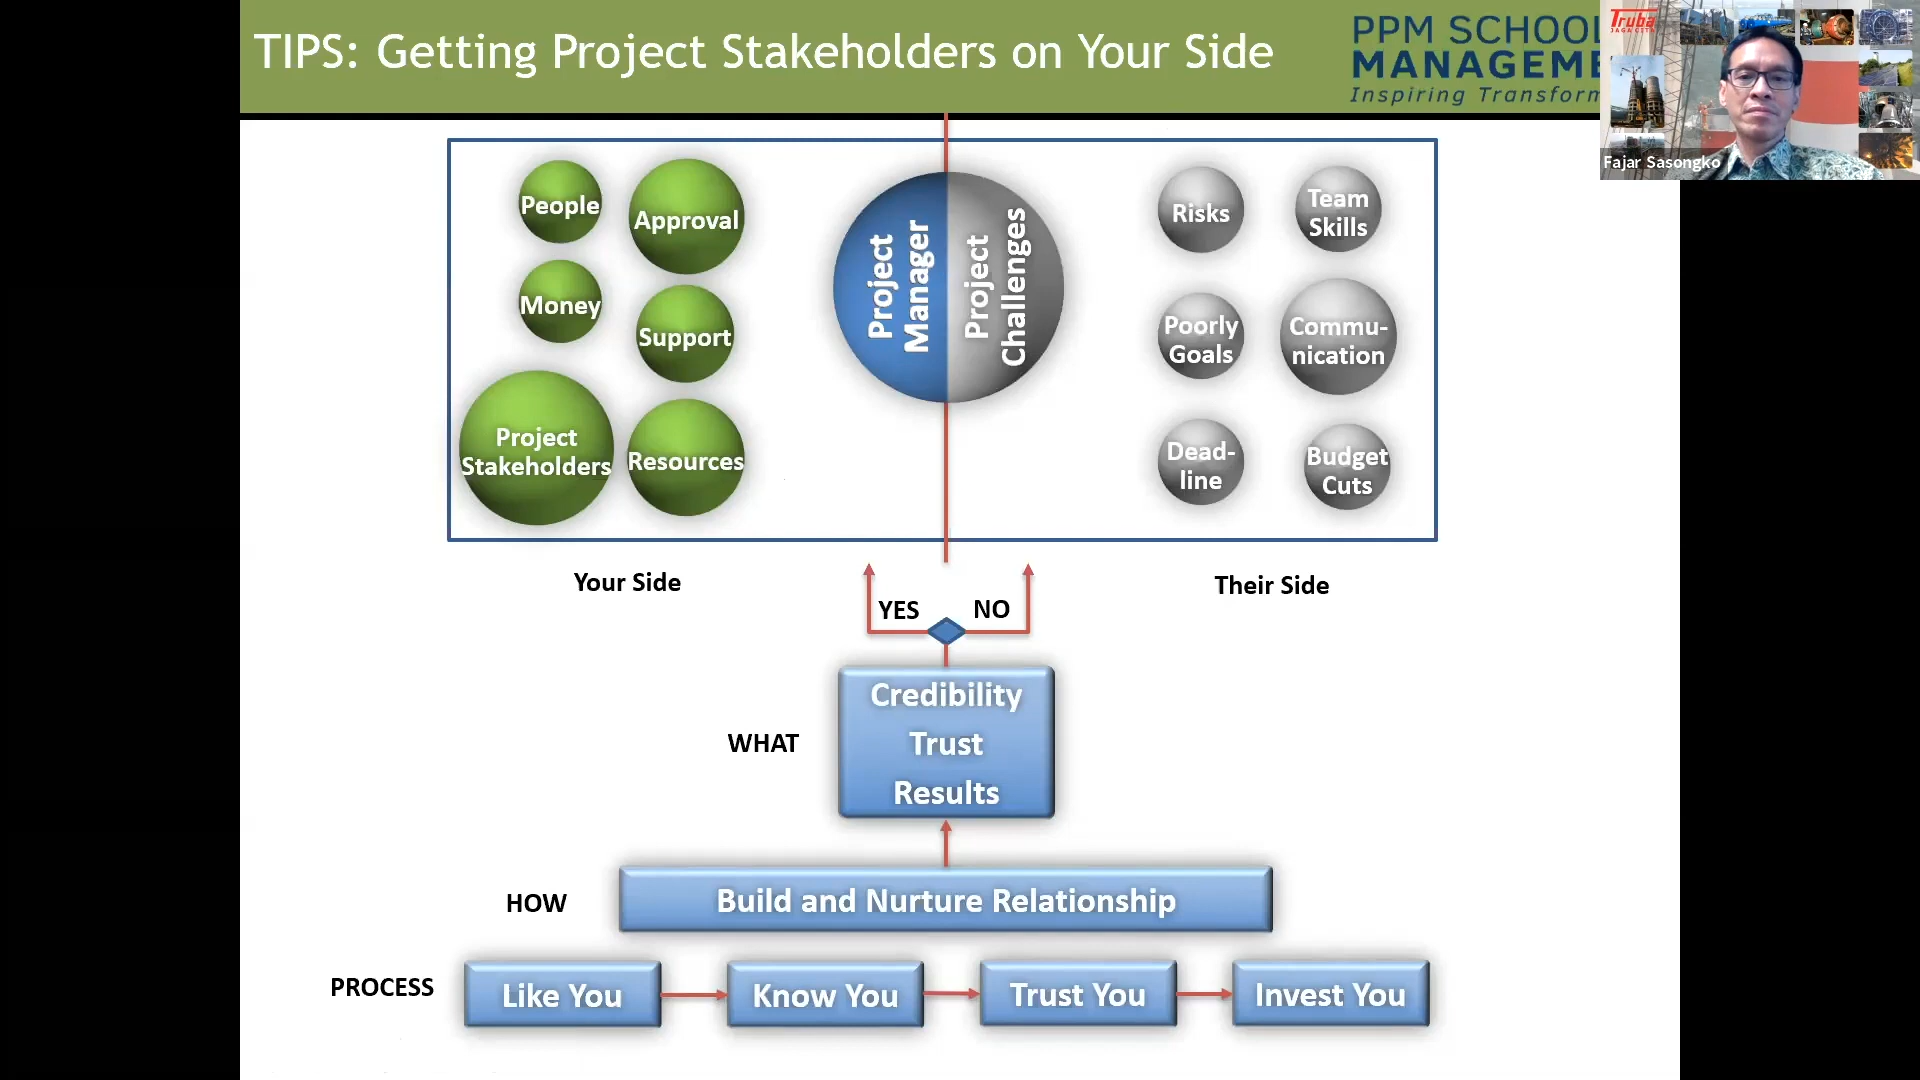 TIPS: Getting Project Stakeholders on Your Side
PPM SCHOOL
MANAGEME
Inspiring Transform
Truba
JAGA CITA
Fajar Sasongko
People
Approval
Money
Support
Project
Stakeholders
Resources
Project
Manager
Project
Challenges
Risks
Team
Skills
Poorly
Goals
Commu-
nication
Dead-
line
Budget
Cuts
Your Side
Their Side
YES
NO
WHAT
Credibility
Trust
Results
HOW
Build and Nurture Relationship
PROCESS
Like You
Know You
Trust You
Invest You